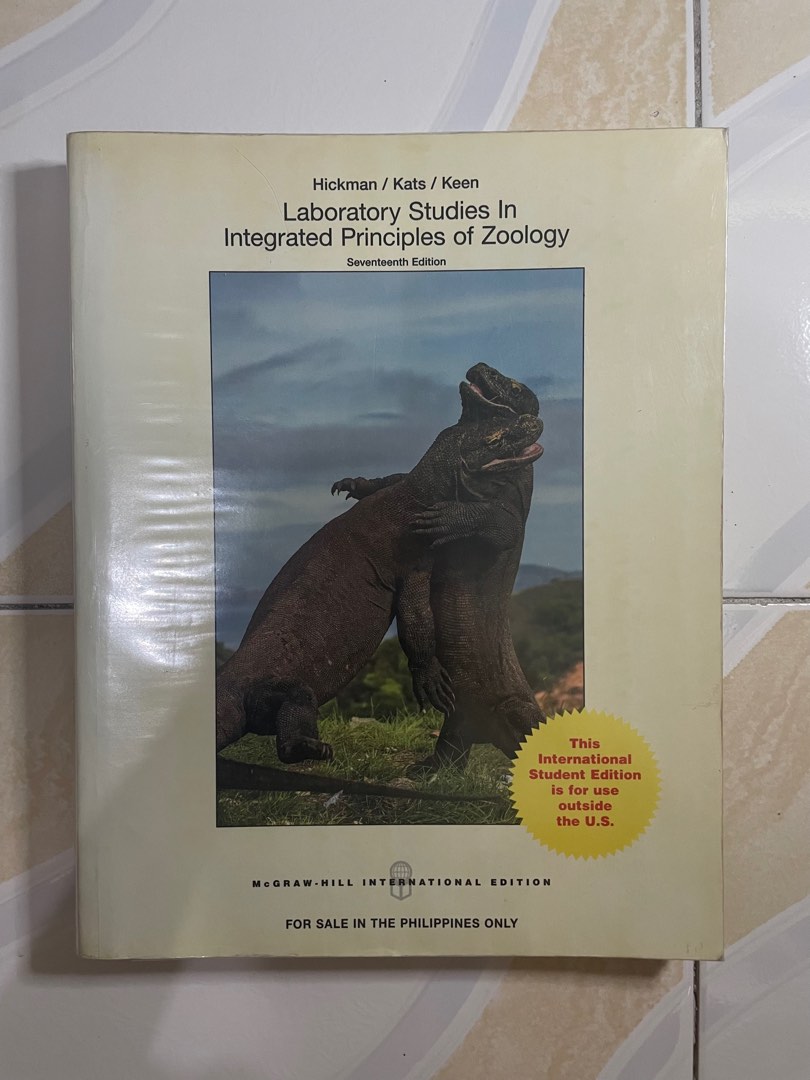 Hickman / Kats / Keen
Laboratory Studies In
Integrated Principles of Zoology
Seventeenth Edition
This
International
Student Edition
is for use
outside
the U.S.
McGRAW-HILL INTERNATIONAL EDITION
FOR SALE IN THE PHILIPPINES ONLY